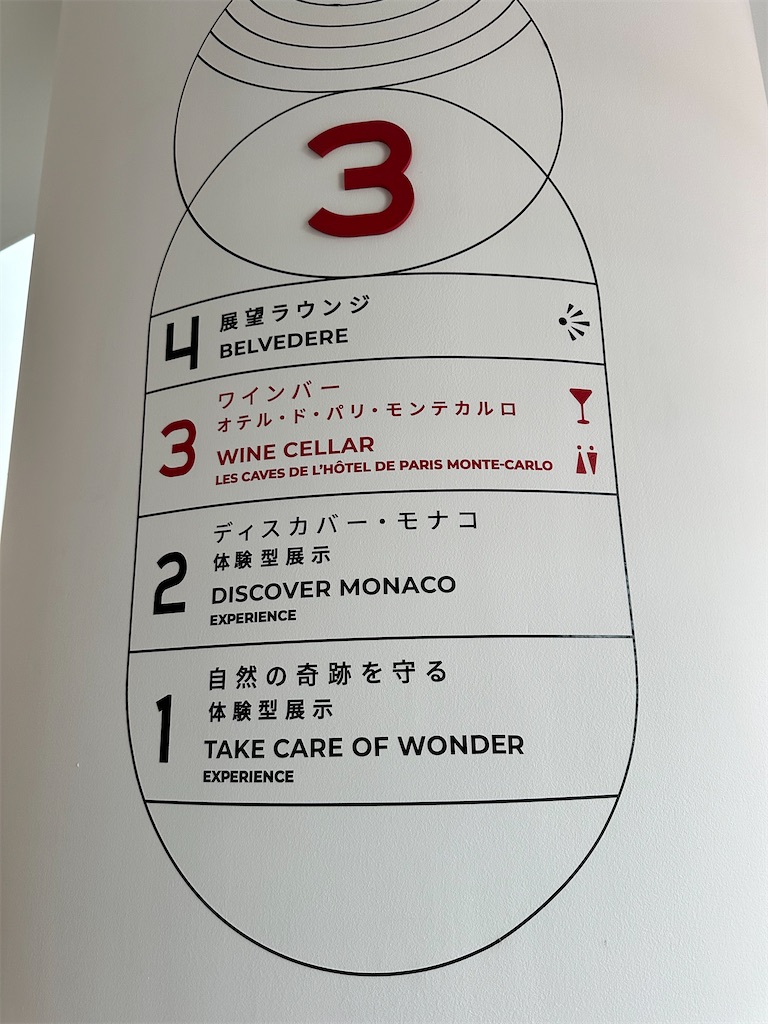 3
4
展望ラウンジ
BELVEDERE
3
ワインバー
オテル・ド・パリ・モンテカルロ
WINE CELLAR
LES CAVES DE L'HÔTEL DE PARIS MONTE-CARLO
2
ディスカバー・モナコ
体験型展示
DISCOVER MONACO
EXPERIENCE
1
自然の奇跡を守る
体験型展示
TAKE CARE OF WONDER
EXPERIENCE